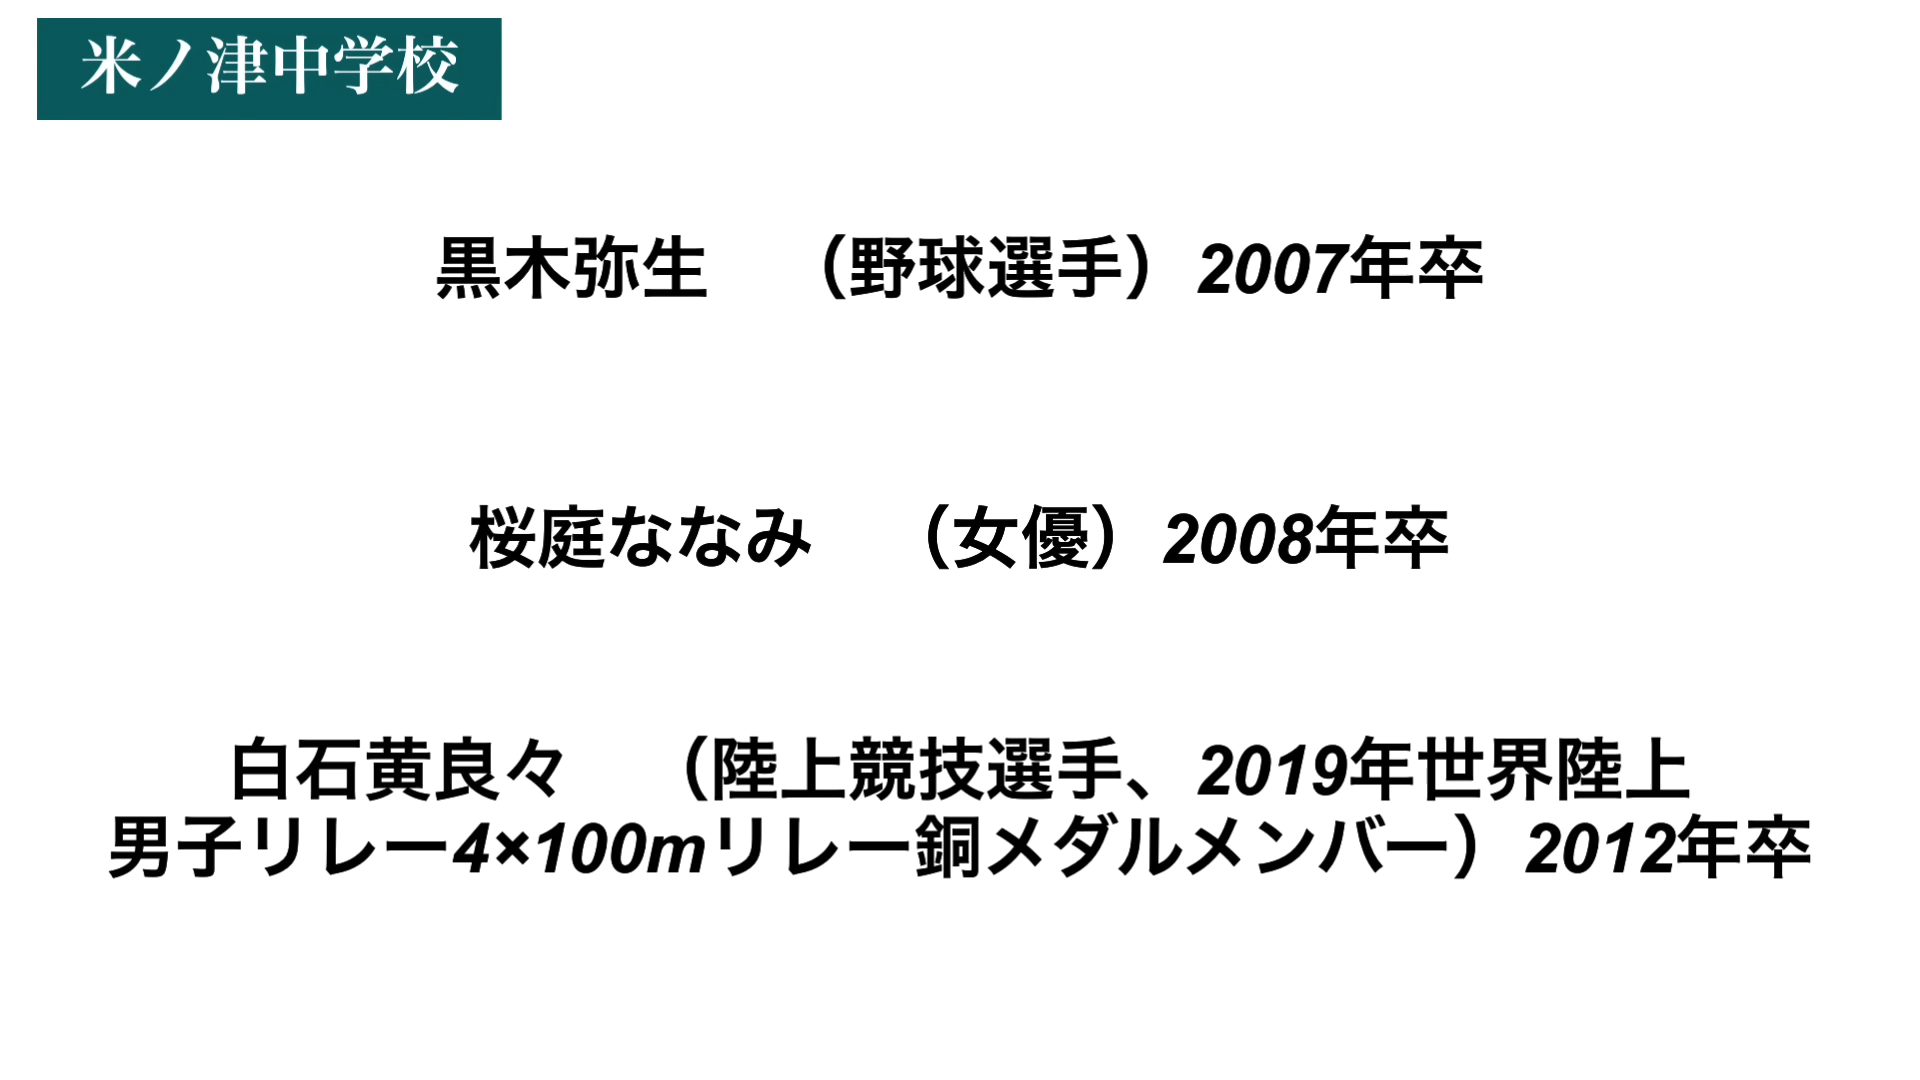 米ノ津中学校
黒木弥生　（野球選手）2007年卒
桜庭ななみ　（女優）2008年卒
白石黄良々　（陸上競技選手、2019年世界陸上
男子リレー4×100mリレー銅メダルメンバー）2012年卒